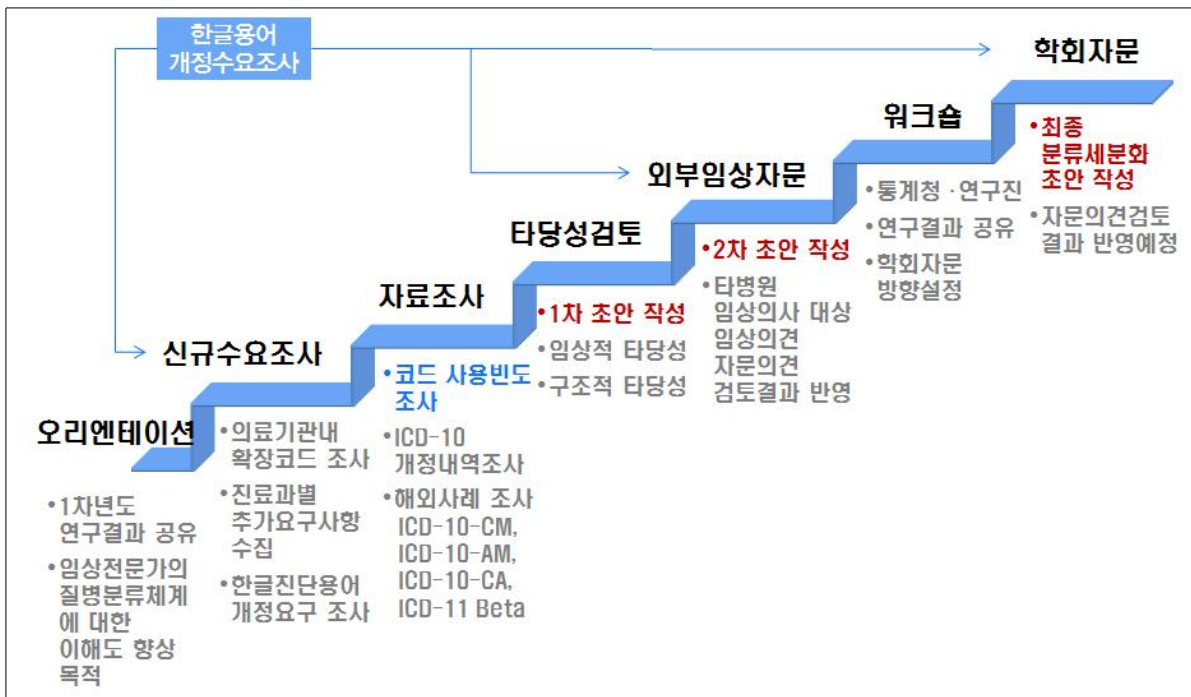 한글용어
개정수요조사
오리엔테이션
•1차년도
연구결과 공유
•임상전문가의
질병분류체계
에 대한
이해도 향상
목적
신규수요조사
•의료기관내
확장코드 조사
•진료과별
추가요구사항
수집
•한글진단용어
개정요구 조사
자료조사
•코드 사용빈도
조사
•ICD-10
개정내역조사
•해외사례 조사
ICD-10-CM,
ICD-10-AM,
ICD-10-CA,
ICD-11 Beta
타당성검토
•1차 초안 작성
•임상적 타당성
•구조적 타당성
외부임상자문
•2차 초안 작성
•타병원
임상의사 대상
임상의견
자문의견
검토결과 반영
워크숍
•통계청 ·연구진
•연구결과 공유
•학회자문
방향설정
학회자문
•최종
분류세분화
초안 작성
•자문의견검토
결과 반영예정